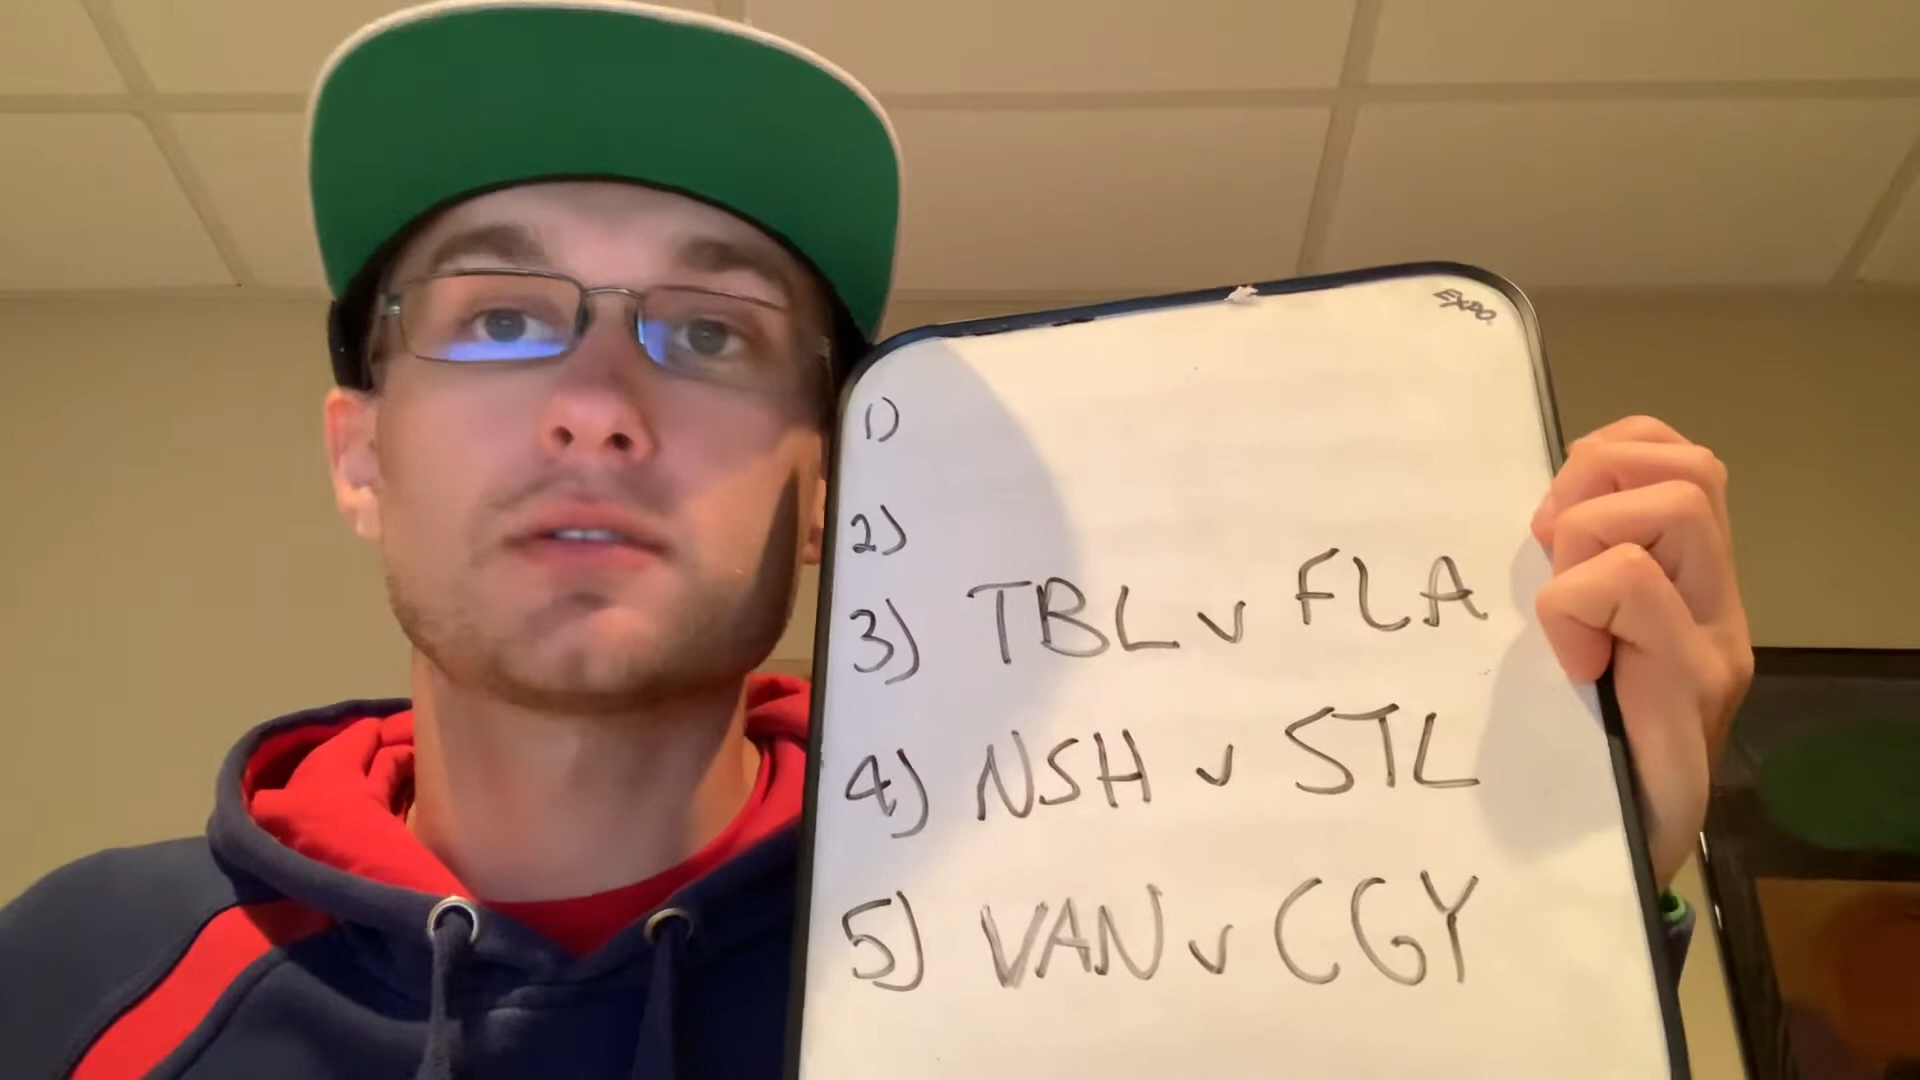 EXPO.
1)
2)
3) TBL v FLA
4) NSH v STL
5) VAN v CGY